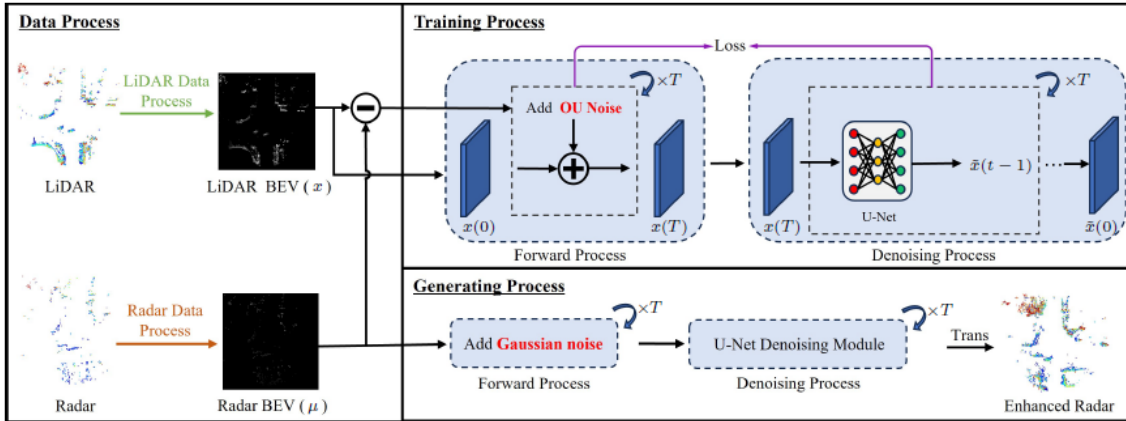 Data Process
LiDAR Data
Process
LiDAR
LiDAR BEV ( x )
Radar Data
Process
Radar
Radar BEV ( μ )
Training Process
Loss
×T
Add OU Noise
x(0)
x(T)
Forward Process
×T
x(T)
U-Net
x̃(t − 1)
x̃(0)
Denoising Process
Generating Process
×T
Add Gaussian noise
Forward Process
×T
U-Net Denoising Module
Denoising Process
Trans
Enhanced Radar